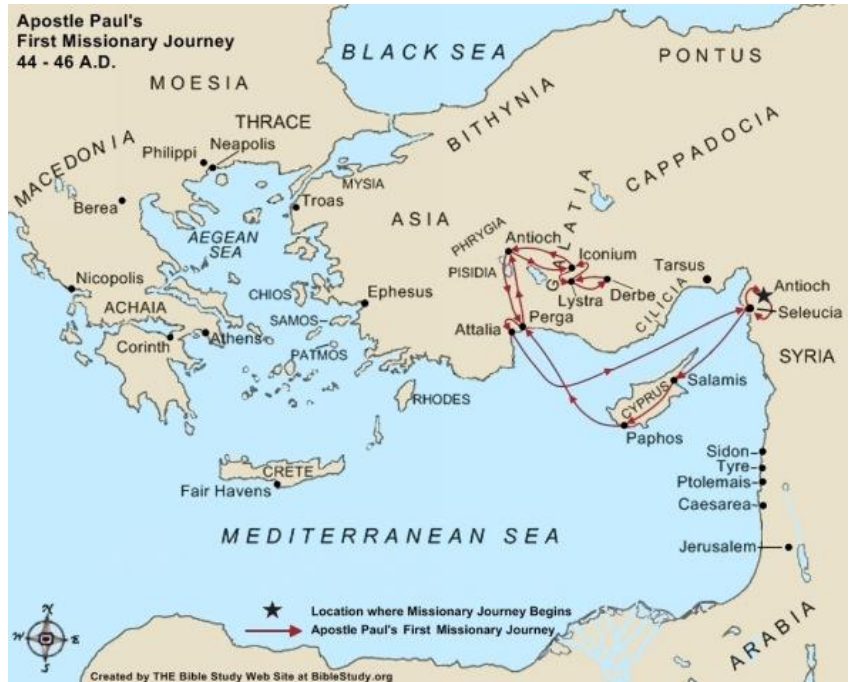 Apostle Paul's
First Missionary Journey
44 - 46 A.D.
BLACK SEA
PONTUS
MOESIA
BITHYNIA
THRACE
CAPPADOCIA
MACEDONIA
Philippi
Neapolis
MYSIA
Berea
Troas
ASIA
GALATIA
PHRYGIA
Antioch
AEGEAN
SEA
Iconium
PISIDIA
Tarsus
Nicopolis
CHIOS
Ephesus
Lystra
Derbe
CILICIA
Antioch
Seleucia
ACHAIA
SAMOS
Attalia
Perga
Corinth
Athens
PATMOS
SYRIA
RHODES
CYPRUS
Salamis
Paphos
Sidon
Tyre
Ptolemais
Caesarea
CRETE
Fair Havens
MEDITERRANEAN SEA
Jerusalem
ARABIA
N
W
E
S
Location where Missionary Journey Begins
Apostle Paul's First Missionary Journey
Created by THE Bible Study Web Site at BibleStudy.org